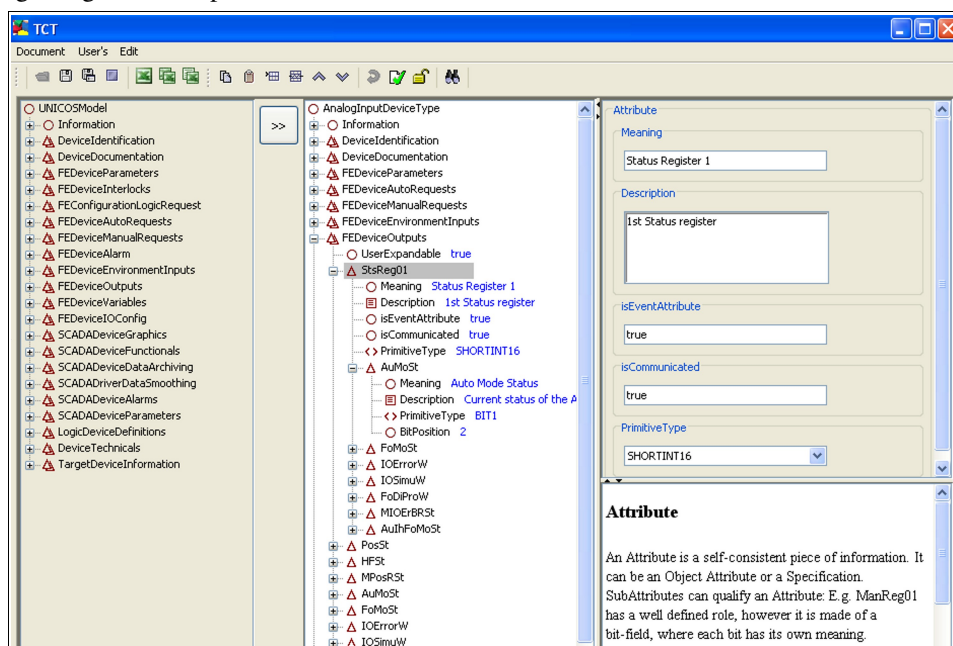 TCT
Document User's Edit
UNICOSModel
Information
DeviceIdentification
DeviceDocumentation
FEDeviceParameters
FEDeviceInterlocks
FEConfigurationLogicRequest
FEDeviceAutoRequests
FEDeviceManualRequests
FEDeviceAlarm
FEDeviceEnvironmentInputs
FEDeviceOutputs
FEDeviceVariables
FEDeviceIOConfig
SCADADeviceGraphics
SCADADeviceFunctionals
SCADADeviceDataArchiving
SCADADriverDataSmoothing
SCADADeviceAlarms
SCADADeviceParameters
LogicDeviceDefinitions
DeviceTechnicals
TargetDeviceInformation
>>
AnalogInputDeviceType
Information
DeviceIdentification
DeviceDocumentation
FEDeviceParameters
FEDeviceAutoRequests
FEDeviceManualRequests
FEDeviceEnvironmentInputs
FEDeviceOutputs
UserExpandable true
StsReg01
Meaning Status Register 1
Description 1st Status register
isEventAttribute true
isCommunicated true
PrimitiveType SHORTINT16
AuMoSt
Meaning Auto Mode Status
Description Current status of the A
PrimitiveType BIT1
BitPosition 2
FoMoSt
IOErrorW
IOSimuW
FoDiProW
MIOErBRSt
AuIhFoMoSt
PosSt
HFSt
MPosRSt
AuMoSt
FoMoSt
IOErrorW
IOSimuW
Attribute
Meaning
Status Register 1
Description
1st Status register
isEventAttribute
true
isCommunicated
true
PrimitiveType
SHORTINT16
Attribute
An Attribute is a self-consistent piece of information. It
can be an Object Attribute or a Specification.
SubAttributes can qualify an Attribute: E.g. ManReg01
has a well defined role, however it is made of a
bit-field, where each bit has its own meaning.